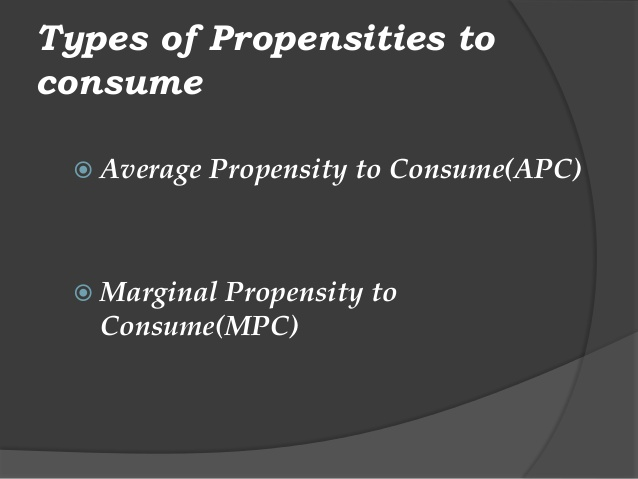 Types of Propensities to
consume
Average Propensity to Consume(APC)
Marginal Propensity to
Consume(MPC)